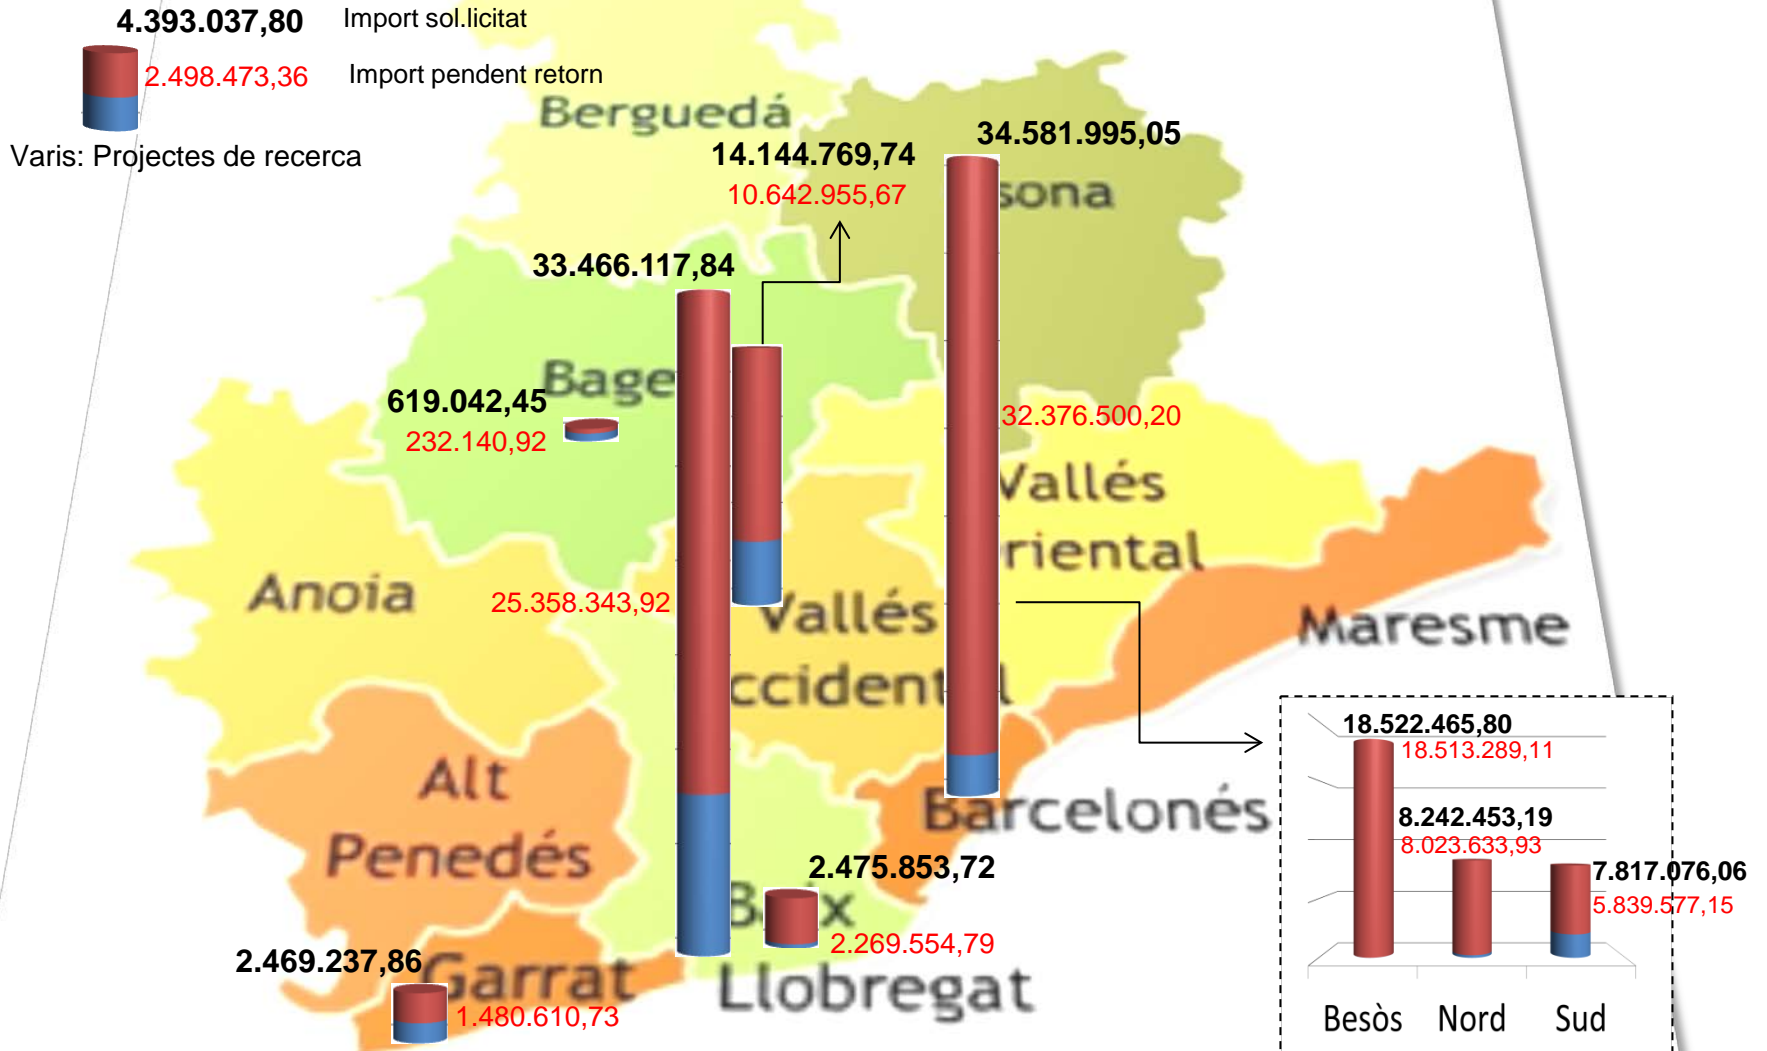 4.393.037,80 Import sol.licitat
2.498.473,36 Import pendent retorn
Varis: Projectes de recerca
Berguedá
34.581.995,05
14.144.769,74
10.642.955,67
sona
33.466.117,84
Bage
619.042,45
232.140,92
32.376.500,20
Vallés
riental
Anoia
25.358.343,92
Vallés
ccidental
Maresme
18.522.465,80
18.513.289,11
Alt
Penedés
Barcelonés
8.242.453,19
8.023.633,93
2.475.853,72
7.817.076,06
5.839.577,15
B x
2.269.554,79
2.469.237,86
Garrat
Llobregat
1.480.610,73
Besòs Nord Sud